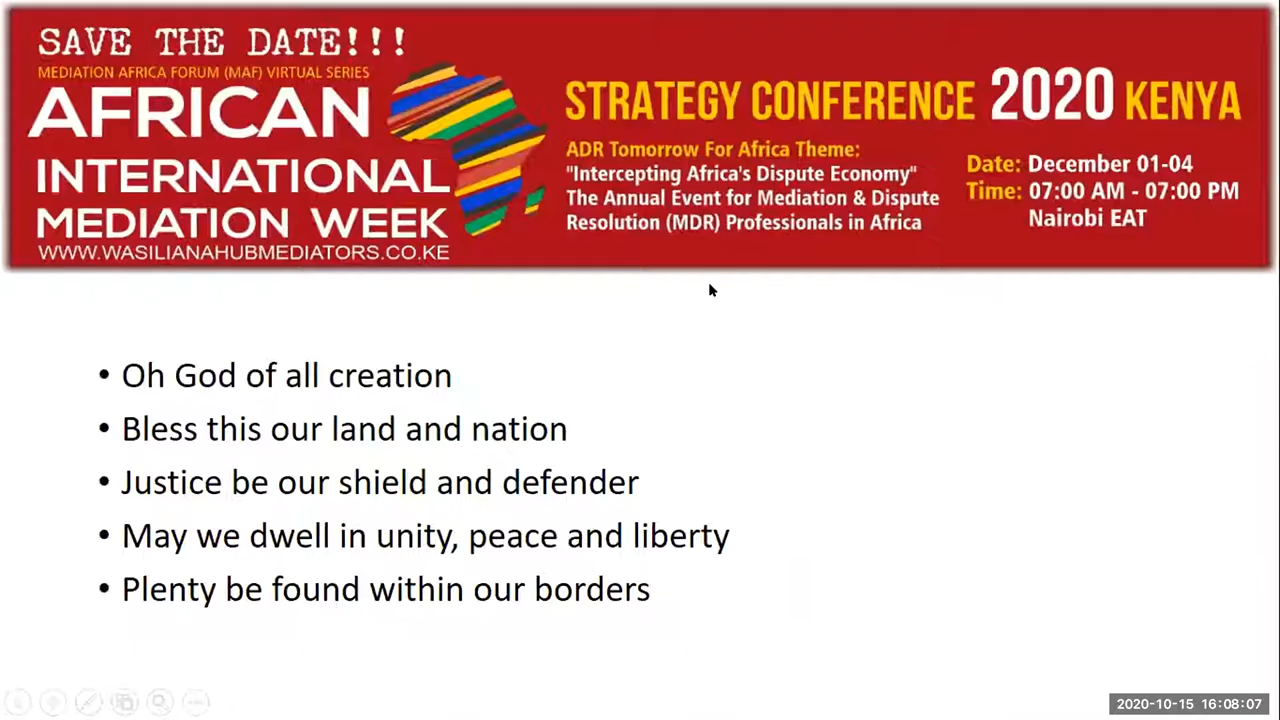 SAVE THE DATE!!!
MEDIATION AFRICA FORUM (MAF) VIRTUAL SERIES
AFRICAN
INTERNATIONAL
MEDIATION WEEK
WWW.WASILIANAHUBMEDIATORS.CO.KE
STRATEGY CONFERENCE 2020 KENYA
ADR Tomorrow For Africa Theme:
"Intercepting Africa's Dispute Economy"
The Annual Event for Mediation & Dispute
Resolution (MDR) Professionals in Africa
Date: December 01-04
Time: 07:00 AM - 07:00 PM
Nairobi EAT
• Oh God of all creation
• Bless this our land and nation
• Justice be our shield and defender
• May we dwell in unity, peace and liberty
• Plenty be found within our borders
2020-10-15 16:08:07